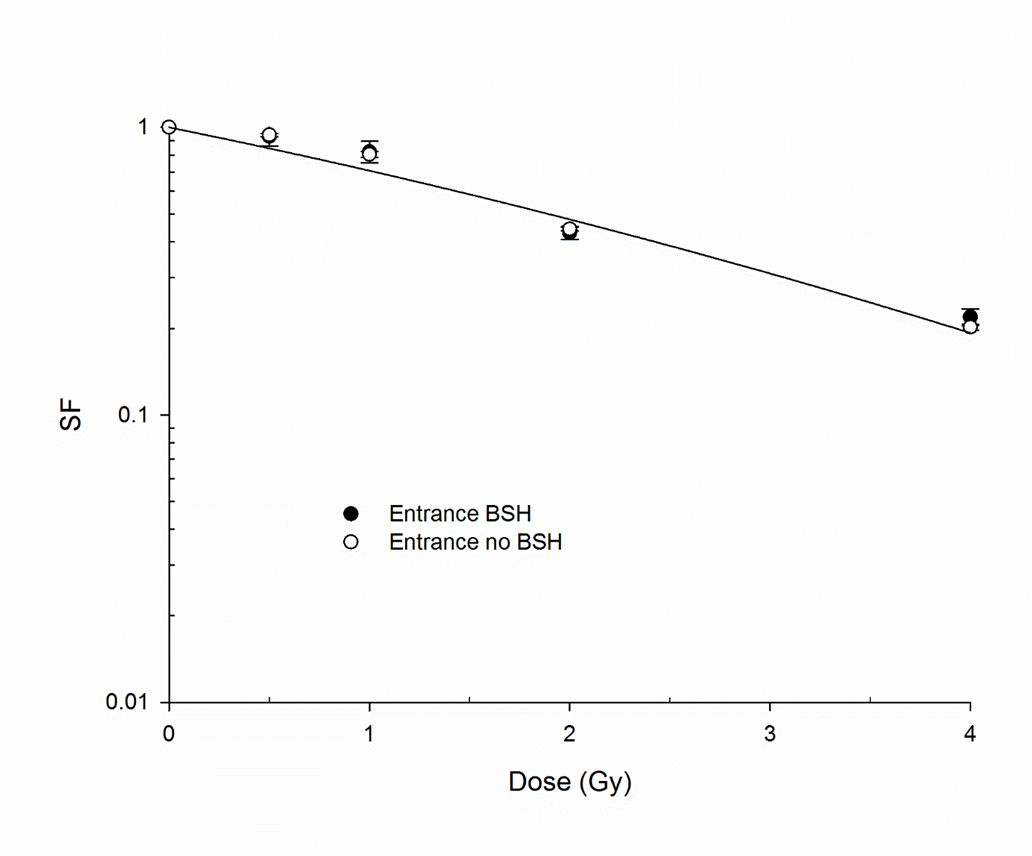 1
0.1
0.01
SF
Entrance BSH
Entrance no BSH
0 1 2 3 4
Dose (Gy)